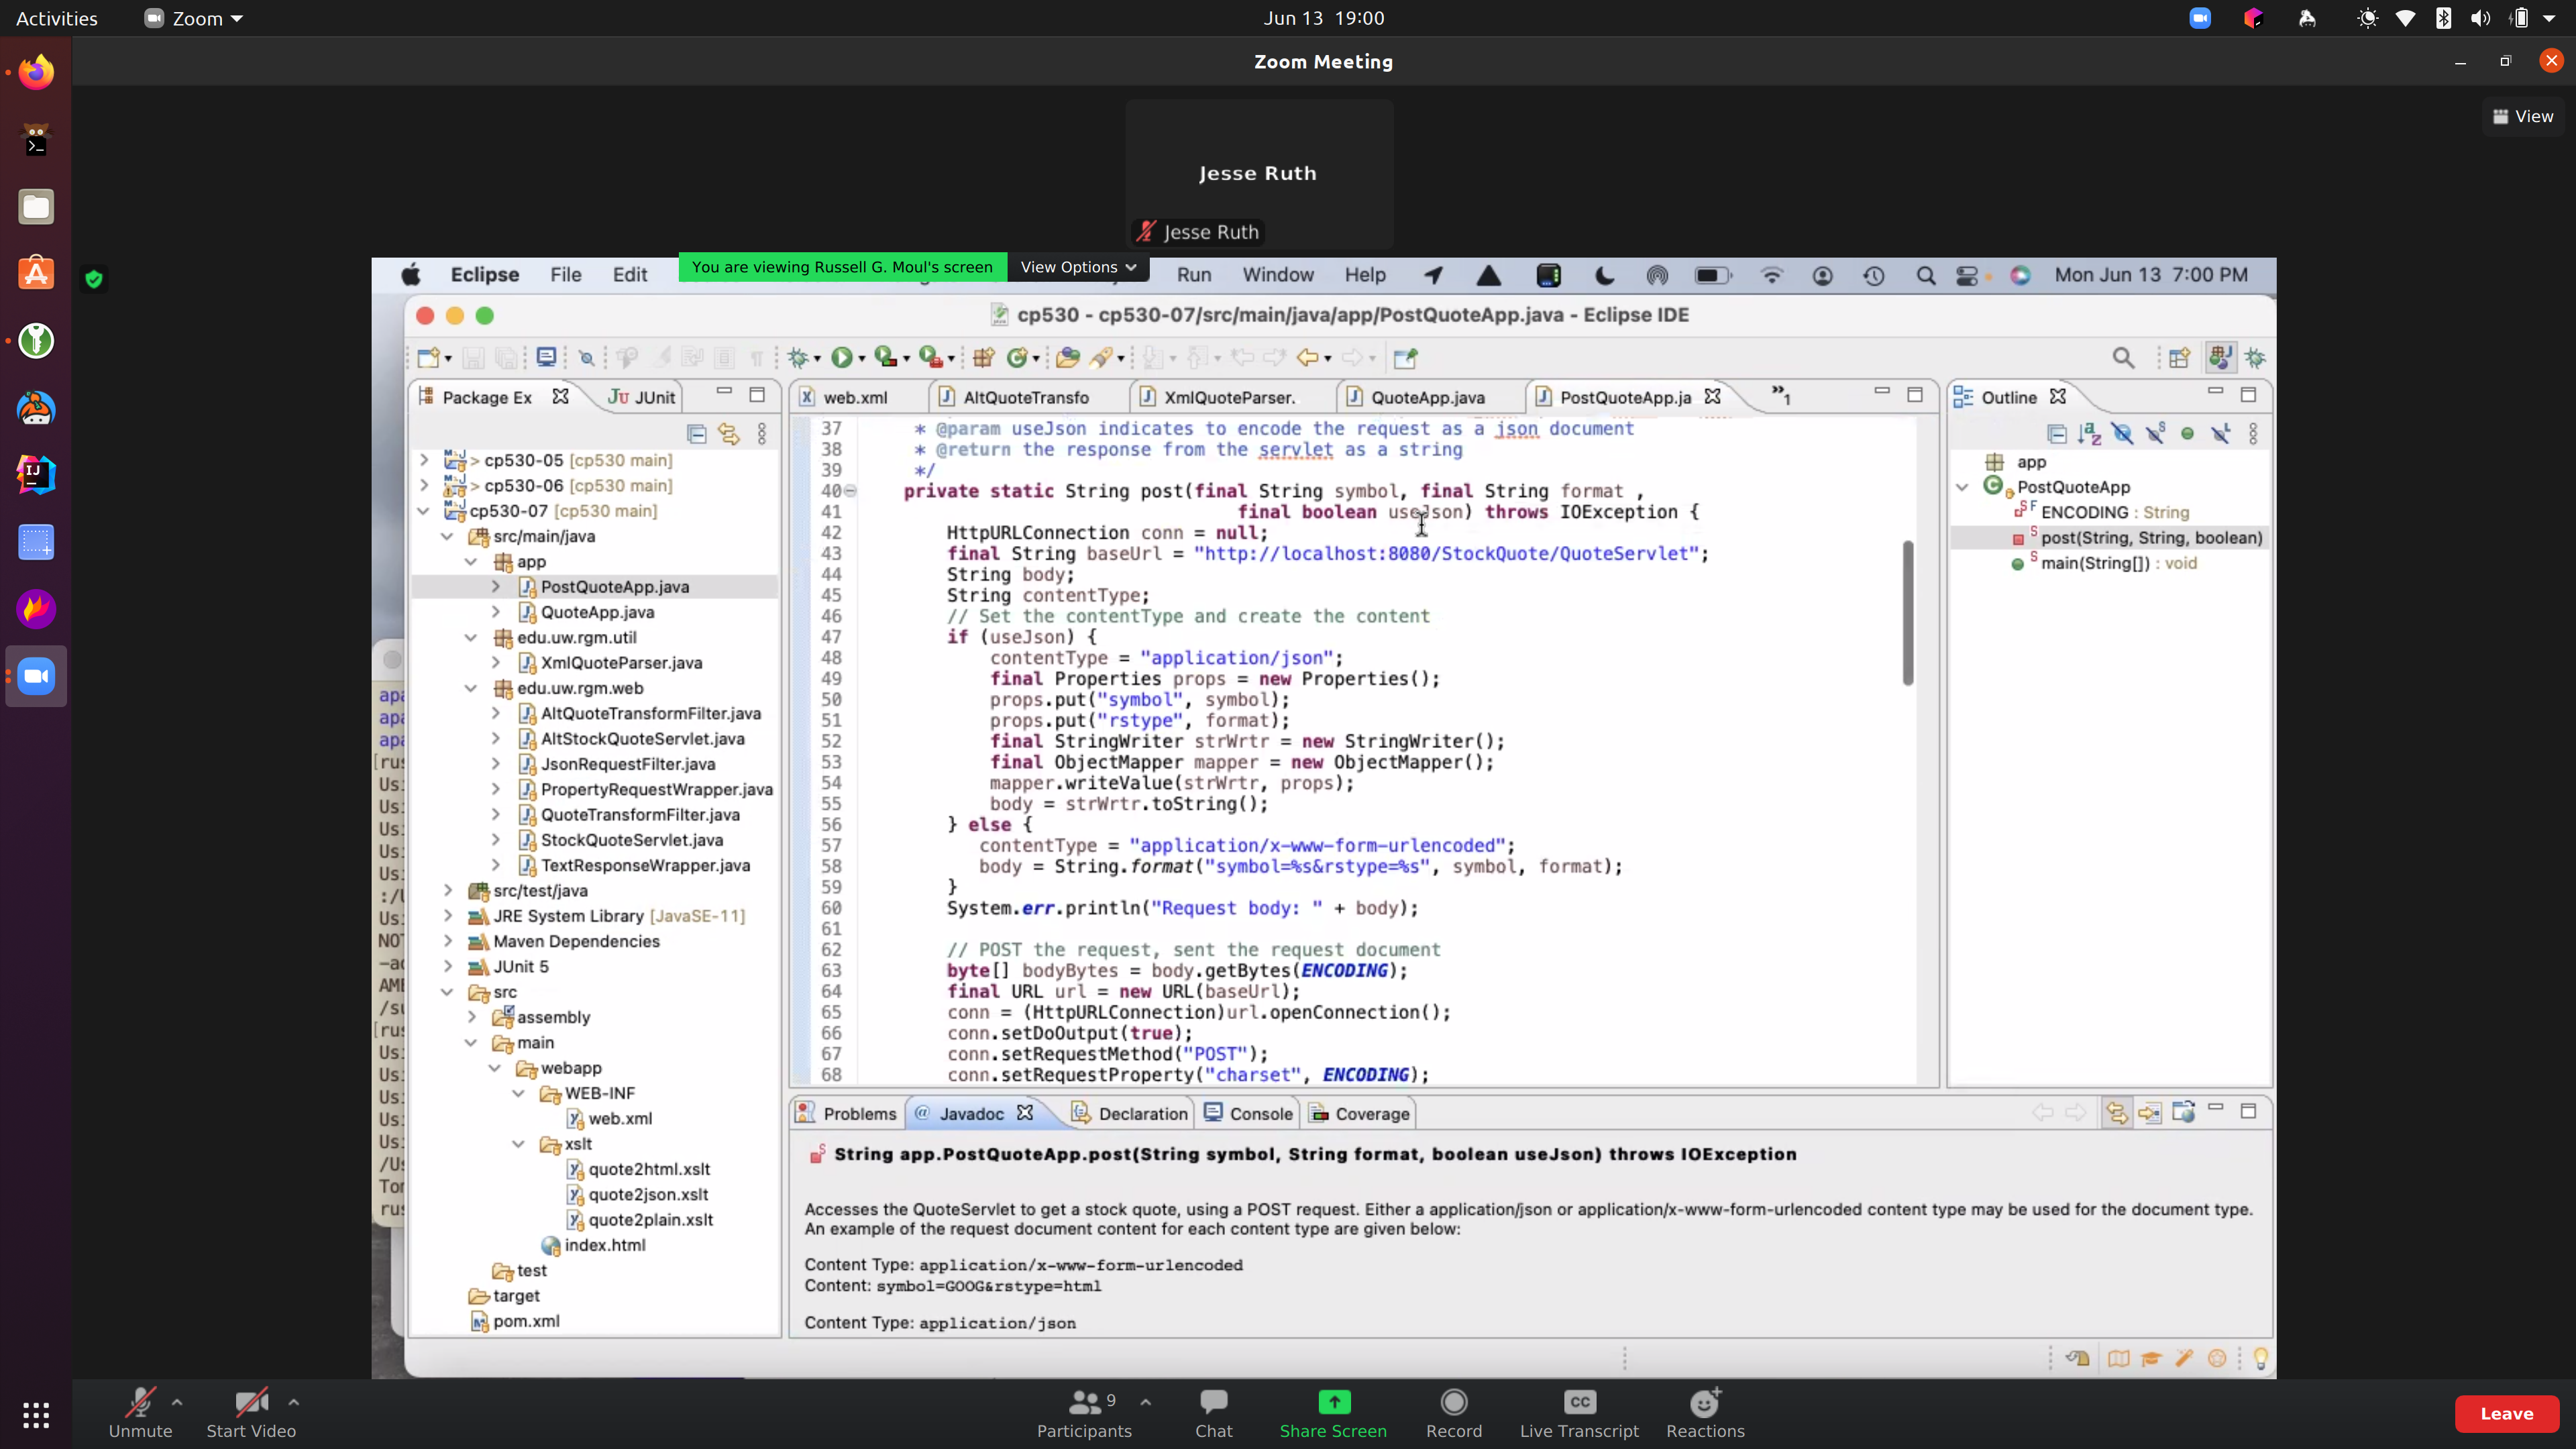 Activities
Zoom
Jun 13 19:00
Zoom Meeting
View
Jesse Ruth
Jesse Ruth
You are viewing Russell G. Moul's screen
View Options
Eclipse File Edit Run Window Help Mon Jun 13 7:00 PM
cp530 - cp530-07/src/main/java/app/PostQuoteApp.java - Eclipse IDE
Package Ex
JUnit
web.xml
AltQuoteTransfo
XmlQuoteParser.
QuoteApp.java
PostQuoteApp.ja
»1
Outline
> cp530-05 [cp530 main]
> cp530-06 [cp530 main]
cp530-07 [cp530 main]
src/main/java
app
PostQuoteApp.java
QuoteApp.java
edu.uw.rgm.util
XmlQuoteParser.java
edu.uw.rgm.web
AltQuoteTransformFilter.java
AltStockQuoteServlet.java
JsonRequestFilter.java
PropertyRequestWrapper.java
QuoteTransformFilter.java
StockQuoteServlet.java
TextResponseWrapper.java
src/test/java
JRE System Library [JavaSE-11]
Maven Dependencies
JUnit 5
src
assembly
main
webapp
WEB-INF
web.xml
xslt
quote2html.xslt
quote2json.xslt
quote2plain.xslt
index.html
test
target
pom.xml
37 * @param useJson indicates to encode the request as a json document
38 * @return the response from the servlet as a string
39 */
40 private static String post(final String symbol, final String format ,
41 final boolean useJson) throws IOException {
42 HttpURLConnection conn = null;
43 final String baseUrl = "http://localhost:8080/StockQuote/QuoteServlet";
44 String body;
45 String contentType;
46 // Set the contentType and create the content
47 if (useJson) {
48 contentType = "application/json";
49 final Properties props = new Properties();
50 props.put("symbol", symbol);
51 props.put("rstype", format);
52 final StringWriter strWrtr = new StringWriter();
53 final ObjectMapper mapper = new ObjectMapper();
54 mapper.writeValue(strWrtr, props);
55 body = strWrtr.toString();
56 } else {
57 contentType = "application/x-www-form-urlencoded";
58 body = String.format("symbol=%s&rstype=%s", symbol, format);
59 }
60 System.err.println("Request body: " + body);
61
62 // POST the request, sent the request document
63 byte[] bodyBytes = body.getBytes(ENCODING);
64 final URL url = new URL(baseUrl);
65 conn = (HttpURLConnection)url.openConnection();
66 conn.setDoOutput(true);
67 conn.setRequestMethod("POST");
68 conn.setRequestProperty("charset", ENCODING);
app
PostQuoteApp
ENCODING : String
post(String, String, boolean)
main(String[]) : void
Problems
@ Javadoc
Declaration
Console
Coverage
String app.PostQuoteApp.post(String symbol, String format, boolean useJson) throws IOException
Accesses the QuoteServlet to get a stock quote, using a POST request. Either a application/json or application/x-www-form-urlencoded content type may be used for the document type.
An example of the request document content for each content type are given below:
Content Type: application/x-www-form-urlencoded
Content: symbol=GOOG&rstype=html
Content Type: application/json
Unmute
Start Video
Participants
9
Chat
Share Screen
Record
CC
Live Transcript
Reactions
Leave